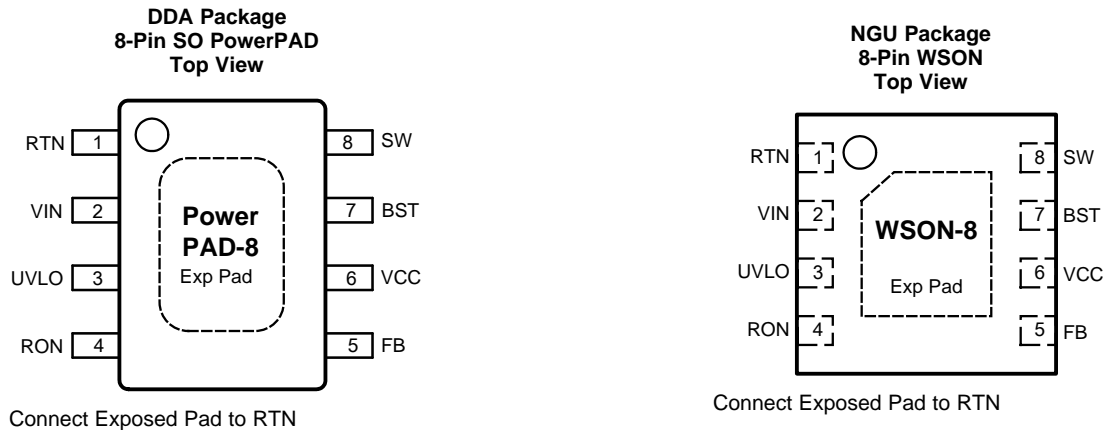 DDA Package
8-Pin SO PowerPAD
Top View
RTN 1
8 SW
VIN 2
7 BST
UVLO 3
6 VCC
RON 4
5 FB
Power
PAD-8
Exp Pad
Connect Exposed Pad to RTN
NGU Package
8-Pin WSON
Top View
RTN 1
8 SW
VIN 2
7 BST
UVLO 3
6 VCC
RON 4
5 FB
WSON-8
Exp Pad
Connect Exposed Pad to RTN